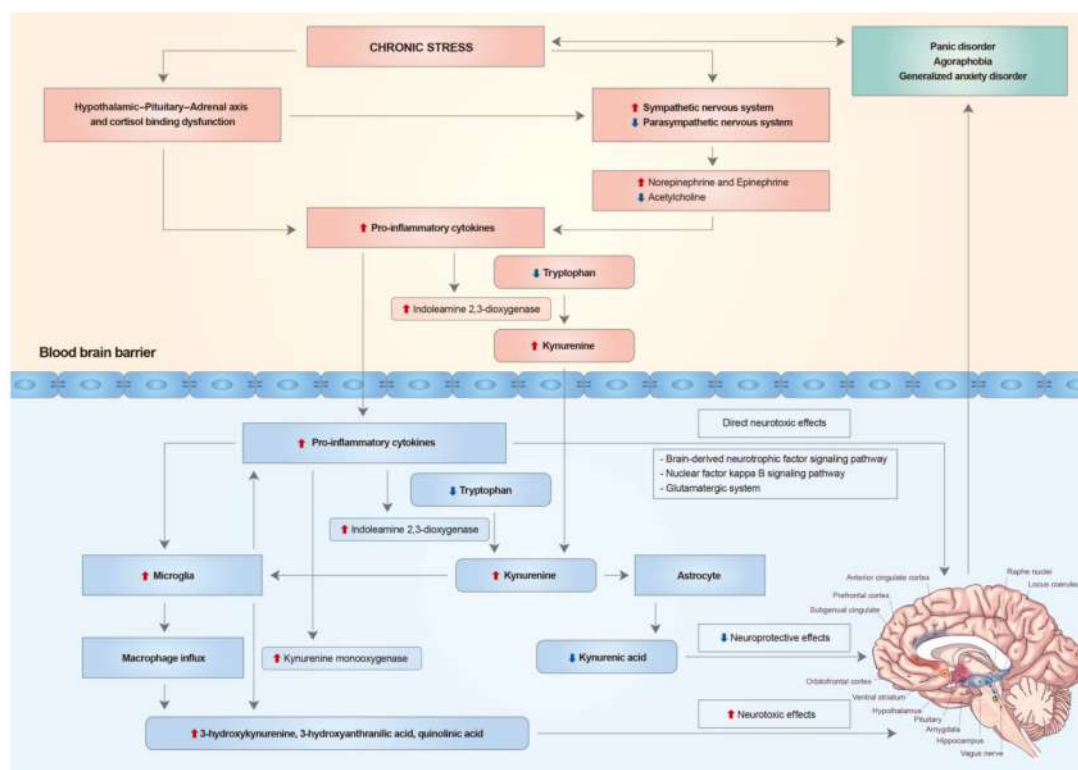 CHRONIC STRESS
Panic disorder
Agoraphobia
Generalized anxiety disorder
Hypothalamic–Pituitary–Adrenal axis
and cortisol binding dysfunction
Sympathetic nervous system
Parasympathetic nervous system
Norepinephrine and Epinephrine
Acetylcholine
Pro-inflammatory cytokines
Tryptophan
Indoleamine 2,3-dioxygenase
Kynurenine
Blood brain barrier
Direct neurotoxic effects
Pro-inflammatory cytokines
- Brain-derived neurotrophic factor signaling pathway
- Nuclear factor kappa B signaling pathway
- Glutamatergic system
Tryptophan
Indoleamine 2,3-dioxygenase
Microglia
Kynurenine
Astrocyte
Anterior cingulate cortex
Raphe nuclei
Locus coeruleu
Prefrontal cortex
Subgenual cingulate
Macrophage influx
Kynurenine monooxygenase
Kynurenic acid
Neuroprotective effects
Orbitofrontal cortex
Ventral striatum
Hypothalamus
Pituitary
Amygdala
Hippocampus
Vagus nerve
3-hydroxykynurenine, 3-hydroxyanthranilic acid, quinolinic acid
Neurotoxic effects